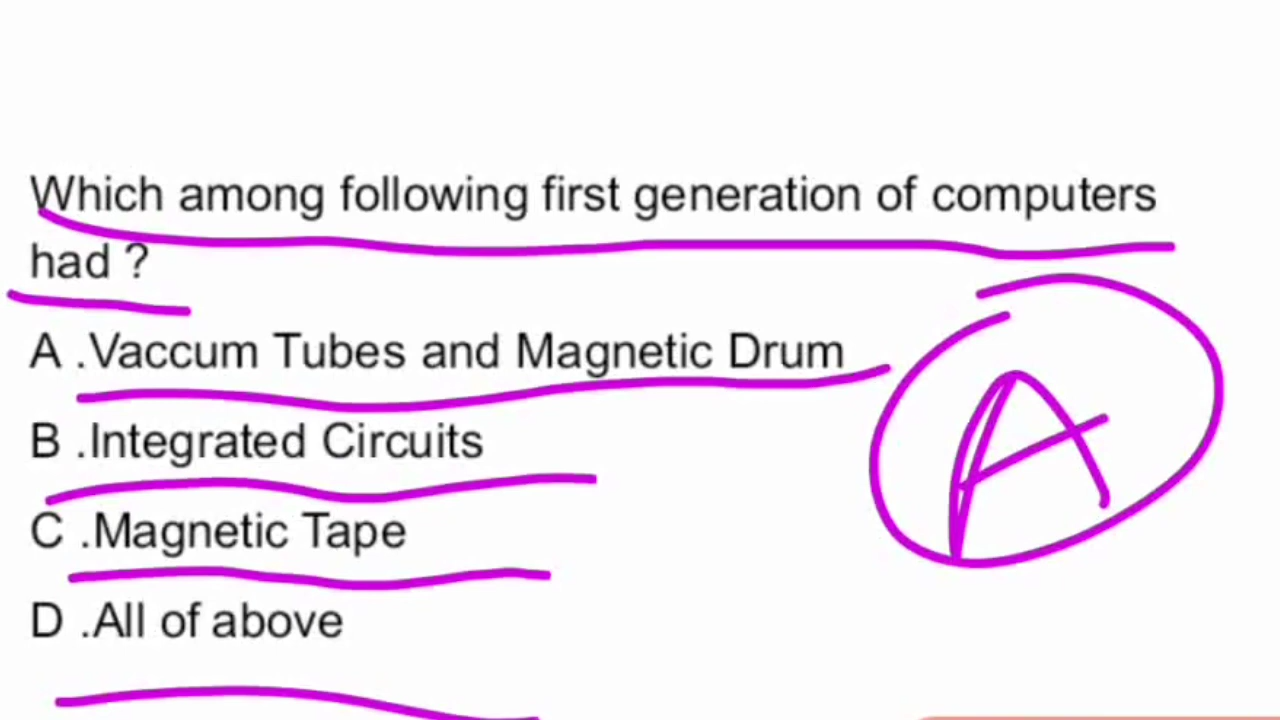 Which among following first generation of computers
had ?
A .Vaccum Tubes and Magnetic Drum
A
B .Integrated Circuits
C .Magnetic Tape
D .All of above